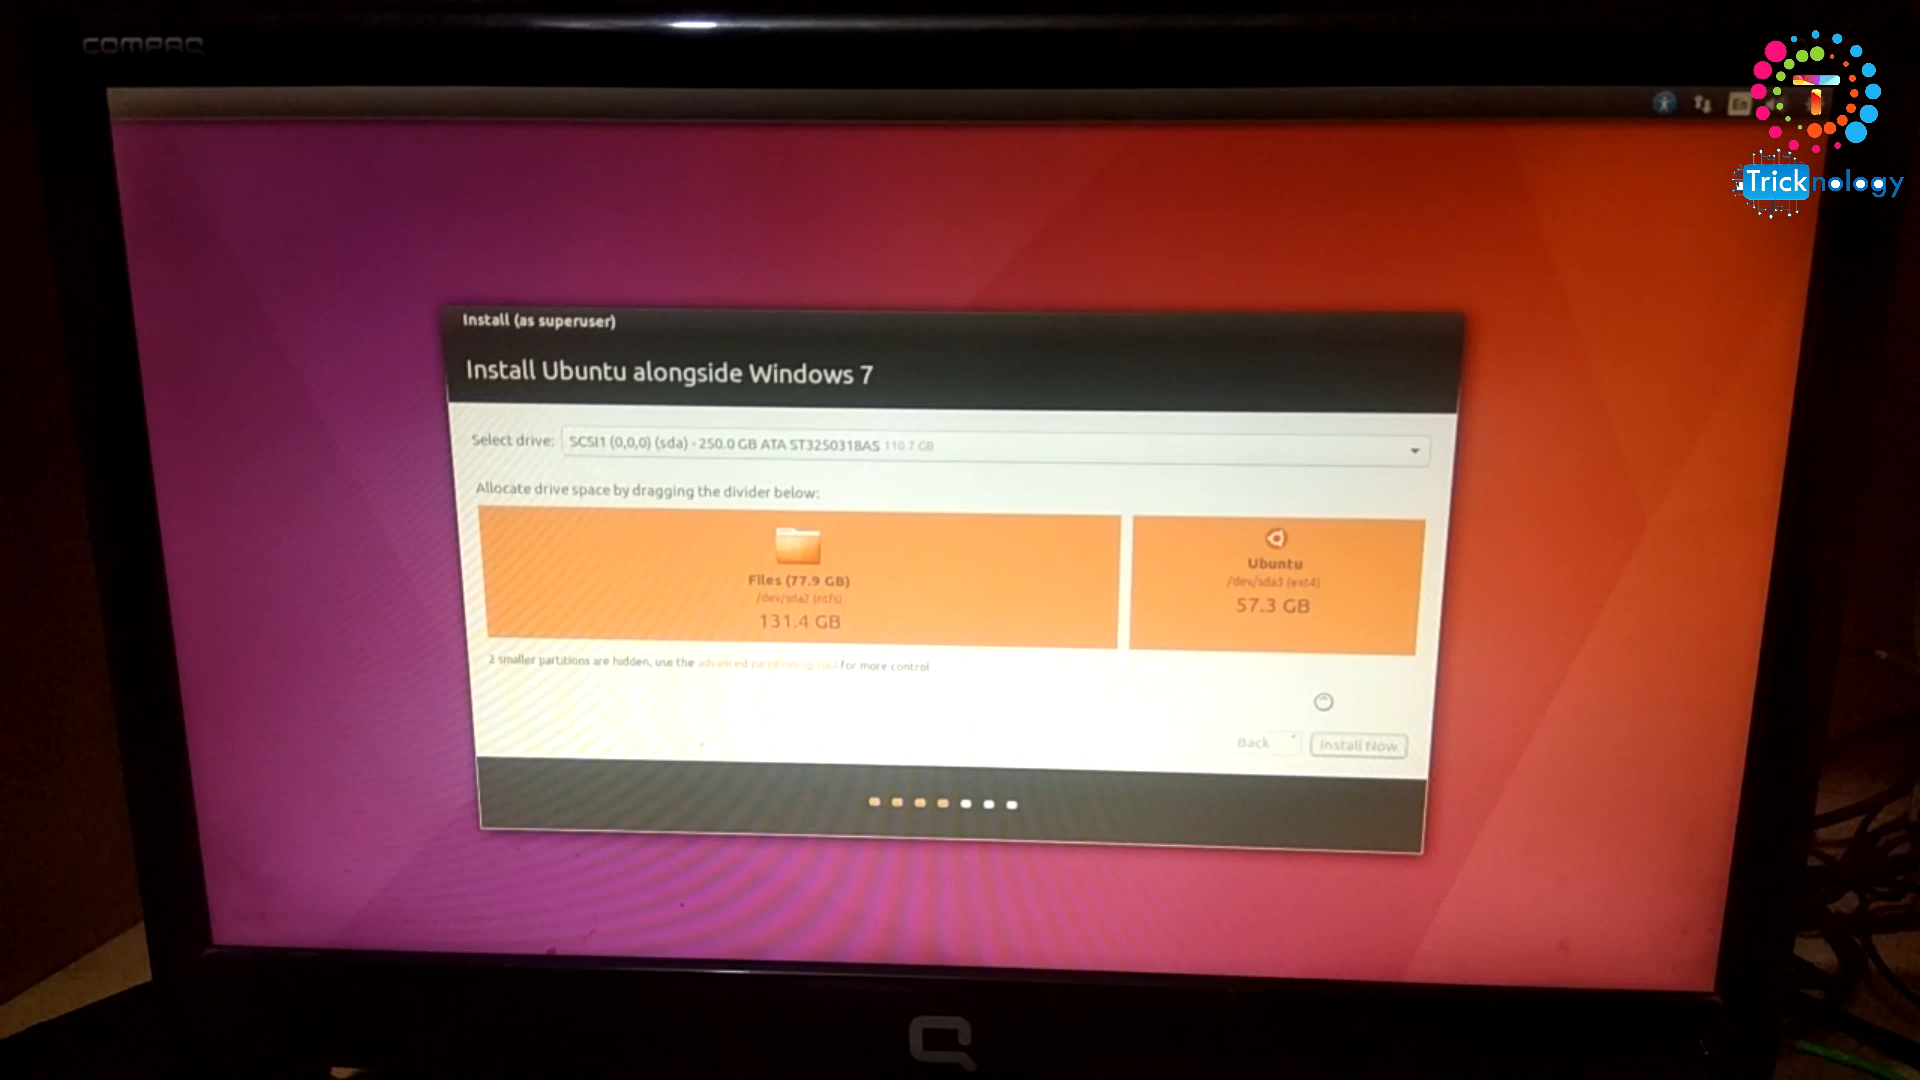 COMPAQ
En
T
Tricknology
Install (as superuser)
Install Ubuntu alongside Windows 7
Select drive: SCSI1 (0,0,0) (sda) - 250.0 GB ATA ST3250318AS 110.7 GB
Allocate drive space by dragging the divider below:
Files (77.9 GB)
/dev/sda2 (ntfs)
131.4 GB
Ubuntu
/dev/sda3 (ext4)
57.3 GB
2 smaller partitions are hidden, use the advanced partitioning tool for more control
Back
Install Now